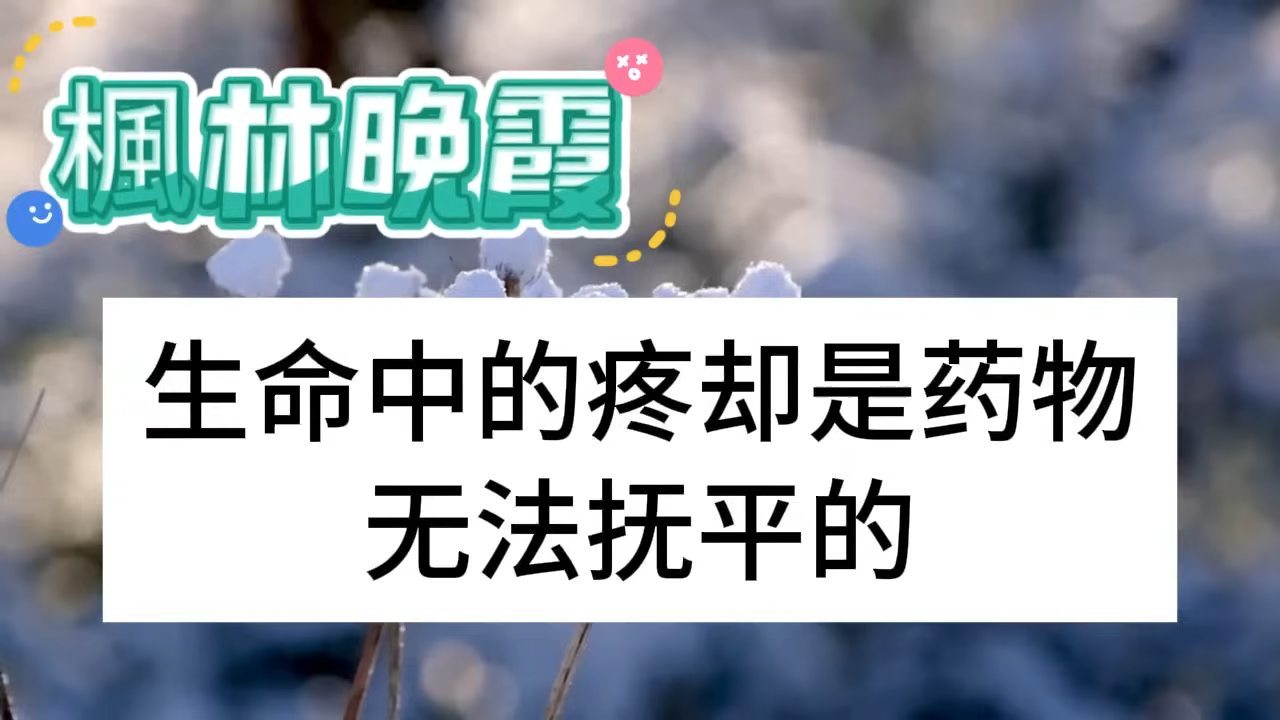 楓林晚霞
生命中的疼却是药物
无法抚平的